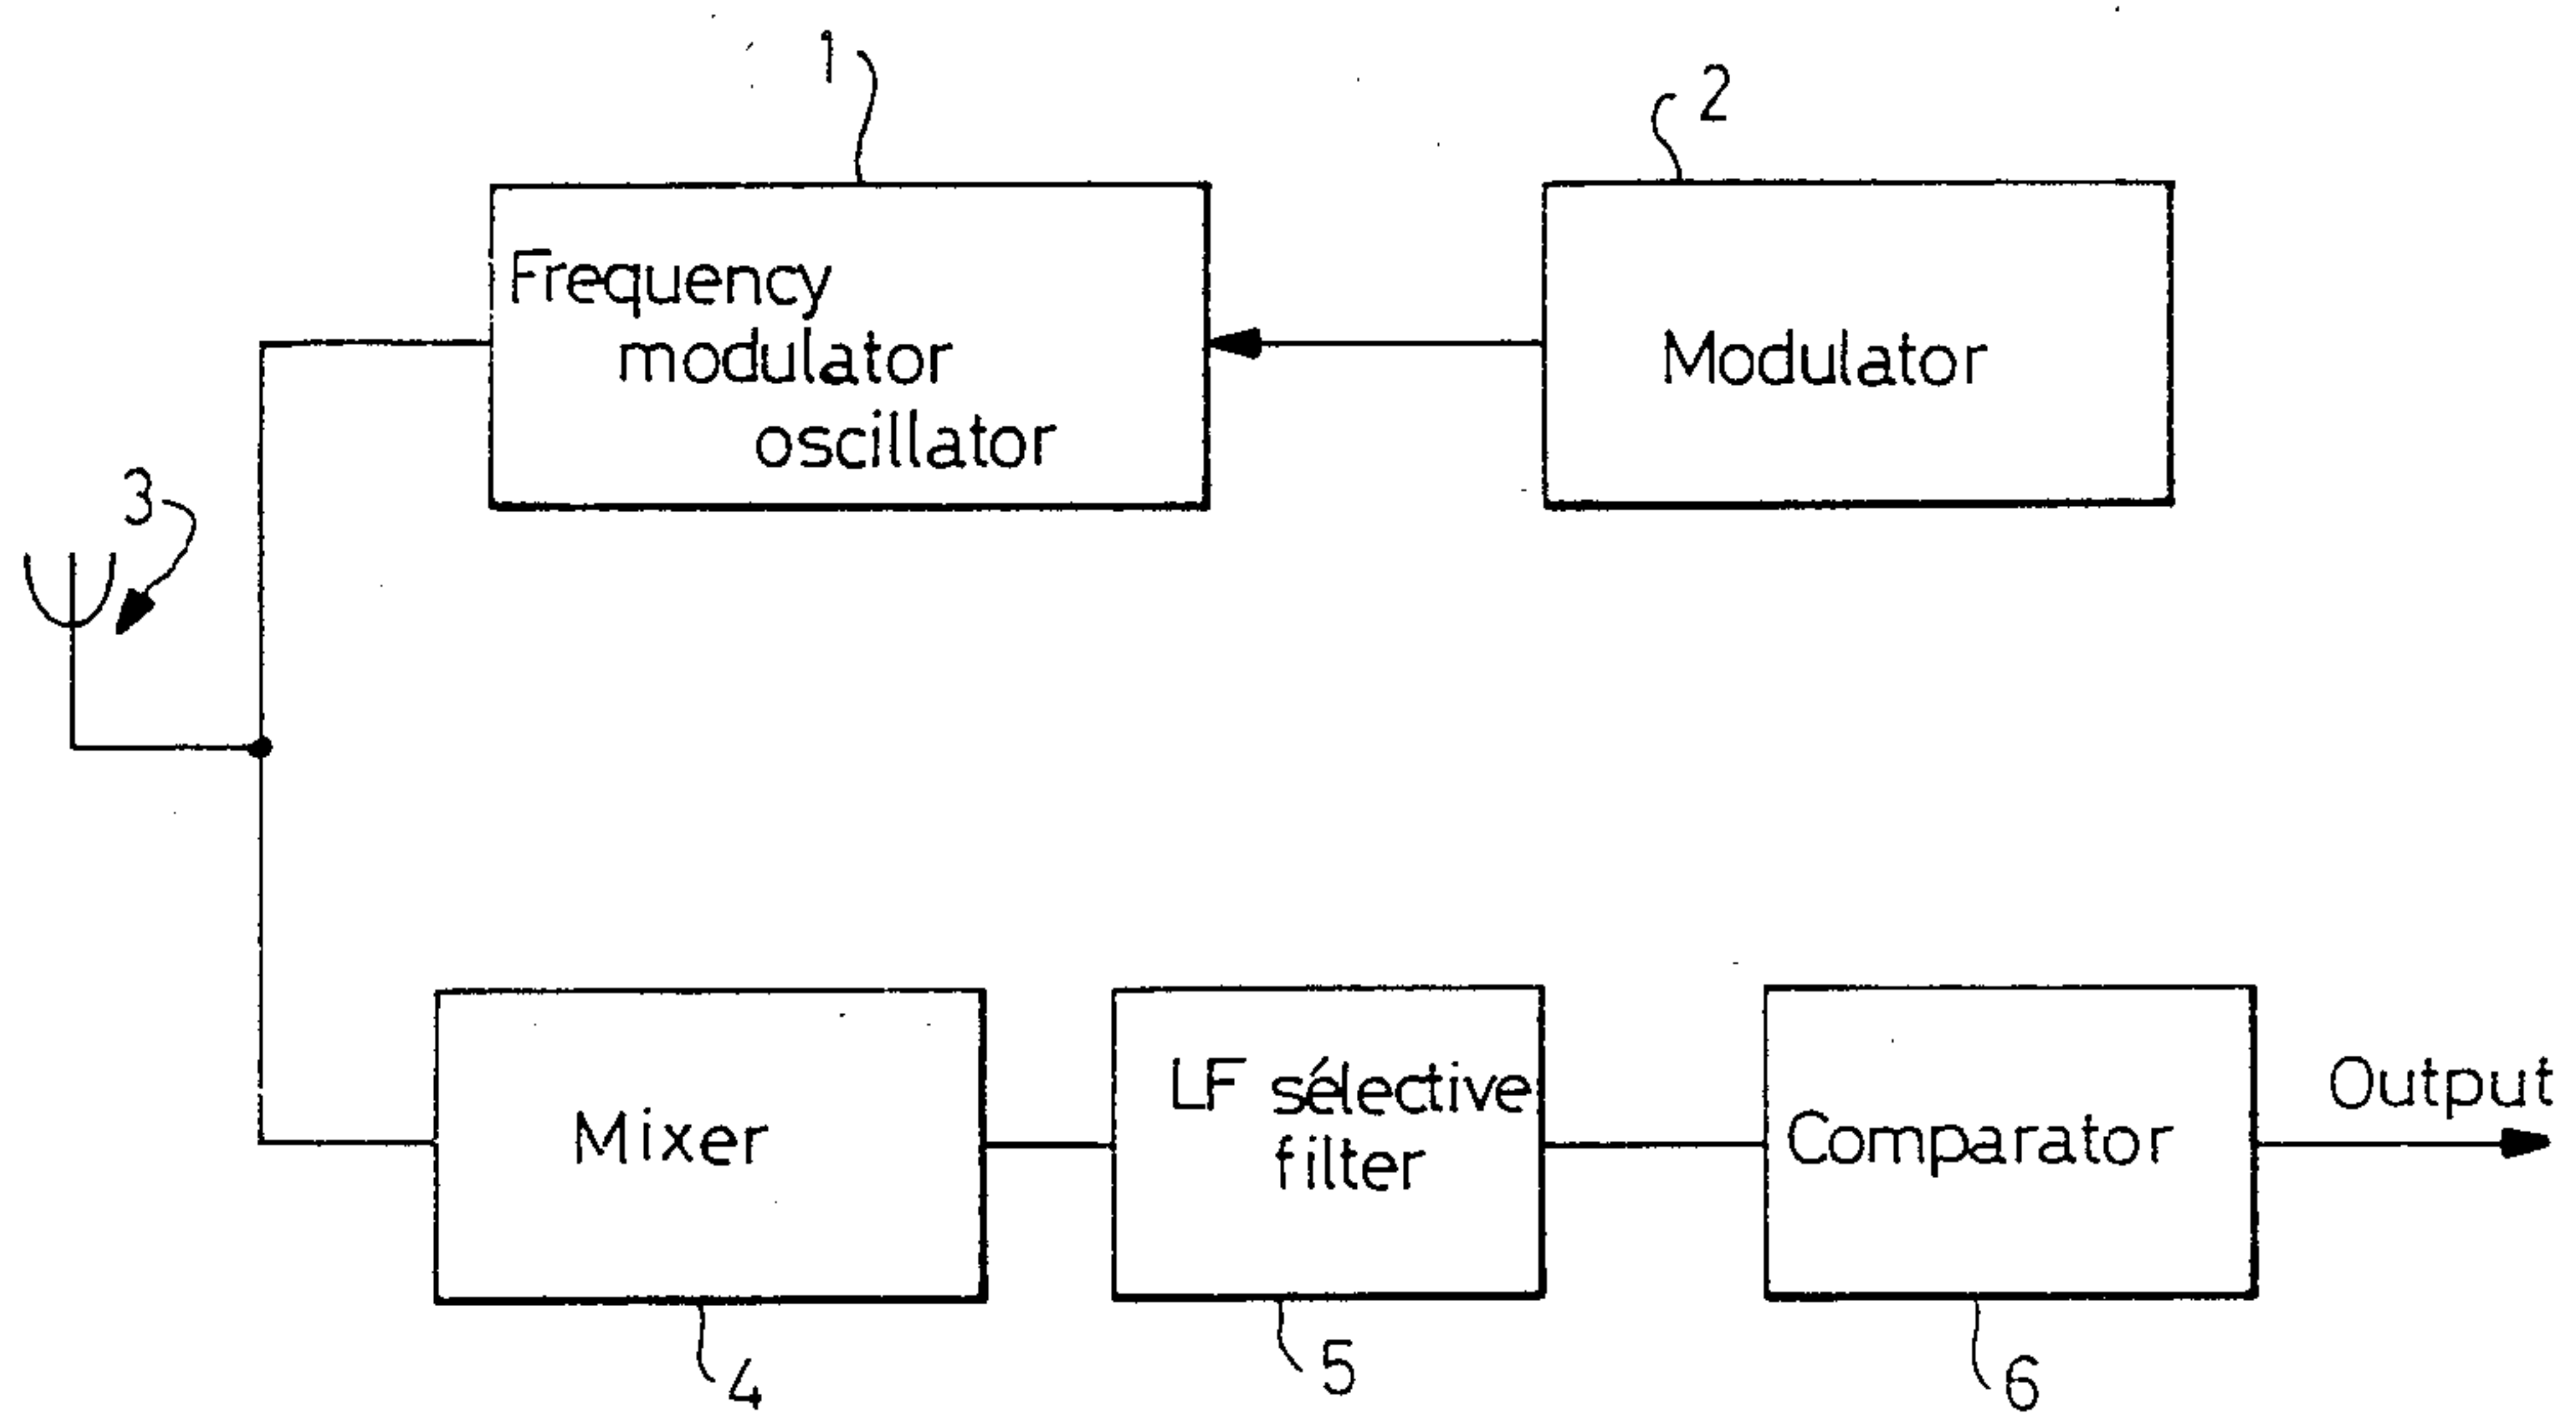 1
2
Frequency
modulator
oscillator
Modulator
3
Mixer
LF sélective
filter
Comparator
Output
4
5
6